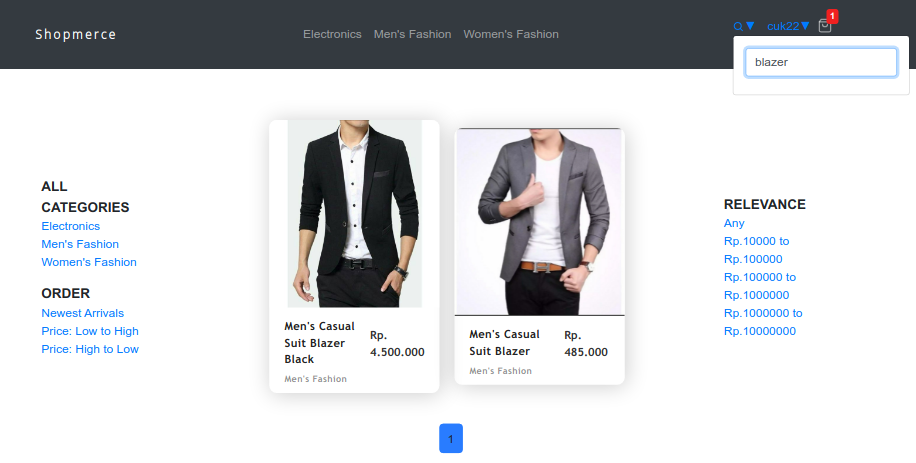 Shopmerce
Electronics Men's Fashion Women's Fashion
cuk22▼
1
blazer
ALL
CATEGORIES
Electronics
Men's Fashion
Women's Fashion
ORDER
Newest Arrivals
Price: Low to High
Price: High to Low
Men's Casual
Suit Blazer
Black
Rp.
4.500.000
Men's Fashion
Men's Casual
Suit Blazer
Rp.
485.000
Men's Fashion
RELEVANCE
Any
Rp.10000 to
Rp.100000
Rp.100000 to
Rp.1000000
Rp.1000000 to
Rp.10000000
1